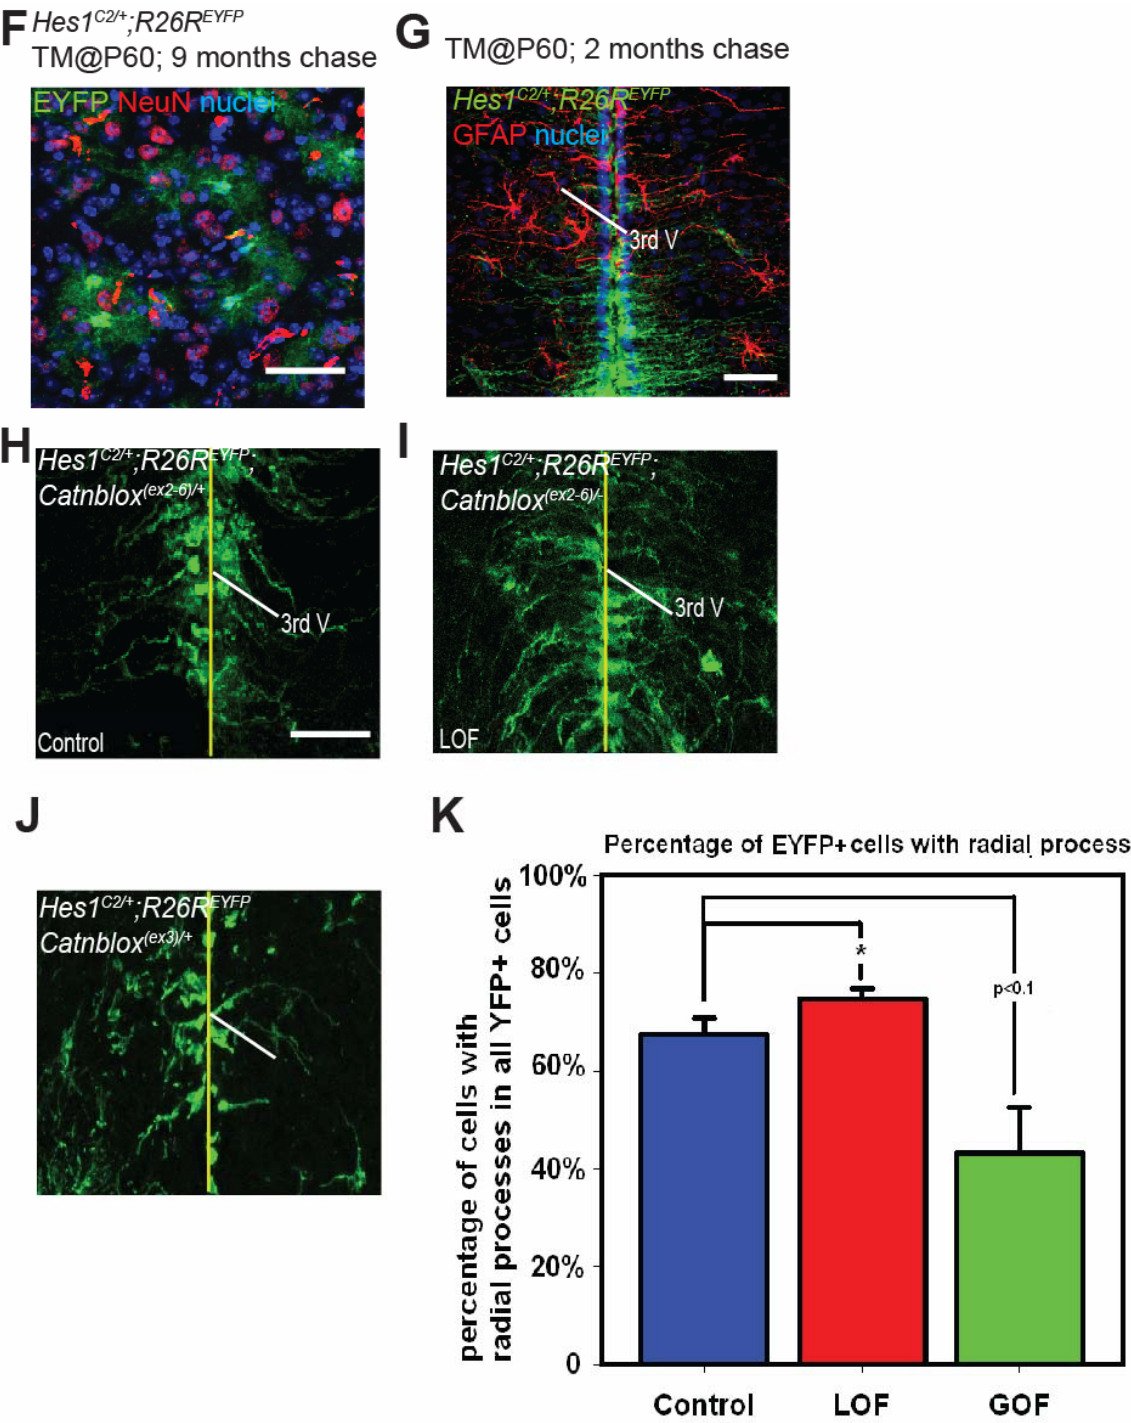 F Hes1C2/+;R26REYFP
TM@P60; 9 months chase
EYFP NeuN nuclei
G TM@P60; 2 months chase
Hes1C2/+;R26REYFP
GFAP nuclei
3rd V
H
Hes1C2/+;R26REYFP;
Catnblox(ex2-6)/+
3rd V
Control
I
Hes1C2/+;R26REYFP;
Catnblox(ex2-6)/-
3rd V
LOF
J
Hes1C2/+;R26REYFP
Catnblox(ex3)/+
K
Percentage of EYFP+cells with radial process
percentage of cells with
radial processes in all YFP+ cells
100%
80%
60%
40%
20%
0
*
p<0.1
Control LOF GOF